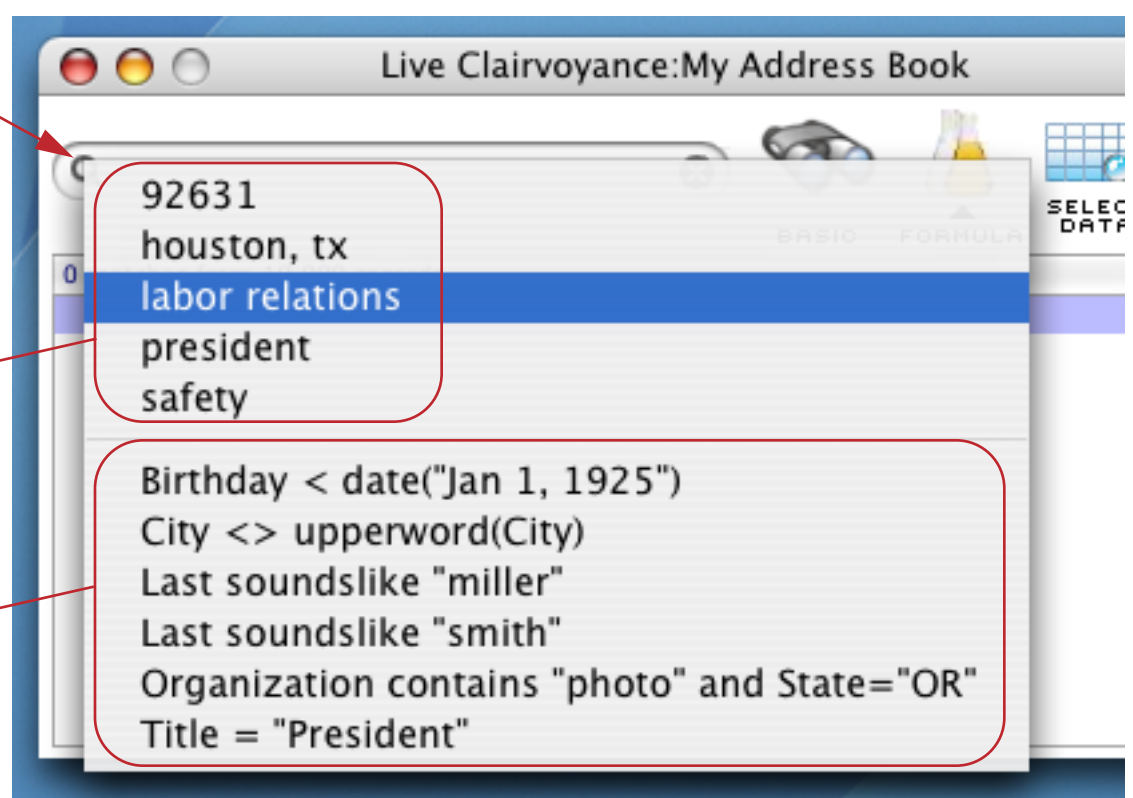 Live Clairvoyance:My Address Book
92631
houston, tx
BASIC
FORMULA
SELEC
DATA
0
labor relations
president
safety
Birthday < date("Jan 1, 1925")
City <> upperword(City)
Last soundslike "miller"
Last soundslike "smith"
Organization contains "photo" and State="OR"
Title = "President"